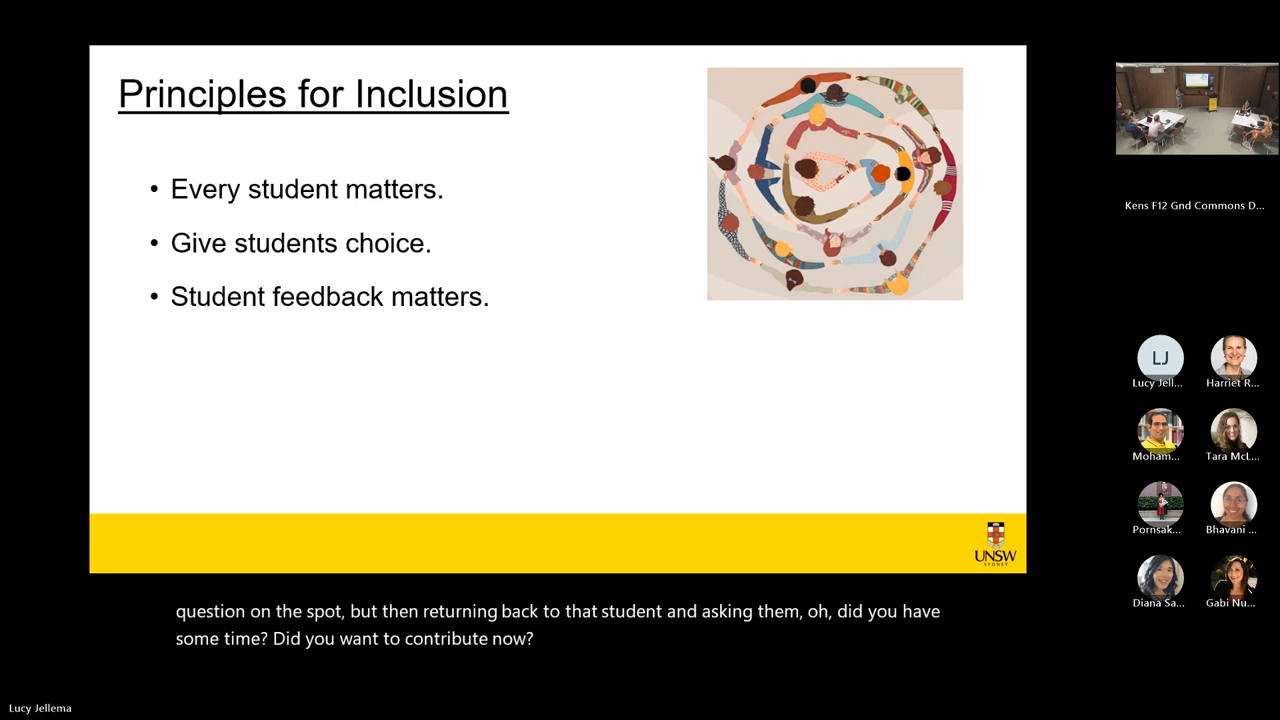 Principles for Inclusion
• Every student matters.
• Give students choice.
• Student feedback matters.
UNSW
SYDNEY
question on the spot, but then returning back to that student and asking them, oh, did you have
some time? Did you want to contribute now?
Lucy Jellema
Kens F12 Gnd Commons D...
LJ
Lucy Jell...
Harriet R...
Moham...
Tara McL...
Pornsak...
Bhavani ...
Diana Sa...
Gabi Nu...